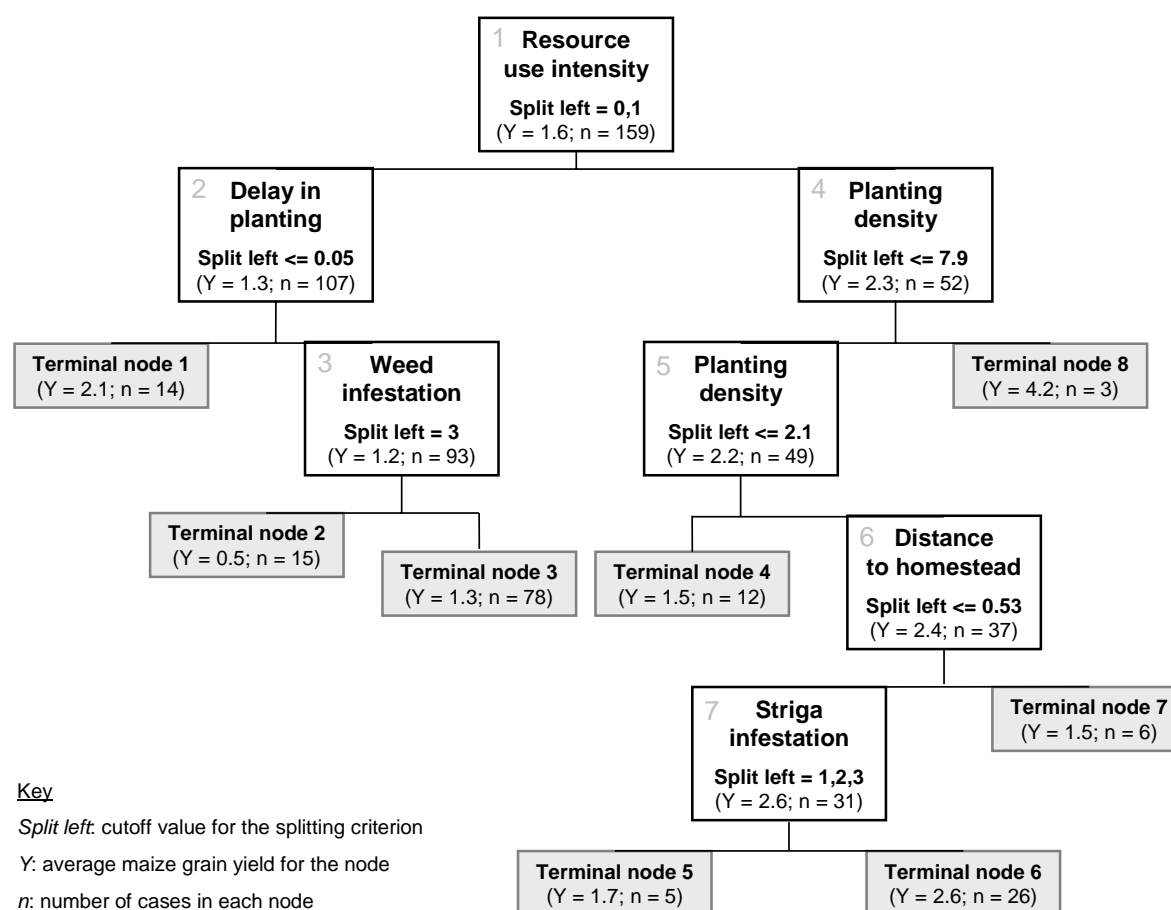 1
Resource
use intensity
Split left = 0,1
(Y = 1.6; n = 159)
2
Delay in
planting
Split left <= 0.05
(Y = 1.3; n = 107)
4
Planting
density
Split left <= 7.9
(Y = 2.3; n = 52)
Terminal node 1
(Y = 2.1; n = 14)
3
Weed
infestation
Split left = 3
(Y = 1.2; n = 93)
5
Planting
density
Split left <= 2.1
(Y = 2.2; n = 49)
Terminal node 8
(Y = 4.2; n = 3)
Terminal node 2
(Y = 0.5; n = 15)
Terminal node 3
(Y = 1.3; n = 78)
Terminal node 4
(Y = 1.5; n = 12)
6
Distance
to homestead
Split left <= 0.53
(Y = 2.4; n = 37)
7
Striga
infestation
Split left = 1,2,3
(Y = 2.6; n = 31)
Terminal node 7
(Y = 1.5; n = 6)
Terminal node 5
(Y = 1.7; n = 5)
Terminal node 6
(Y = 2.6; n = 26)
Key
Split left: cutoff value for the splitting criterion
Y: average maize grain yield for the node
n: number of cases in each node